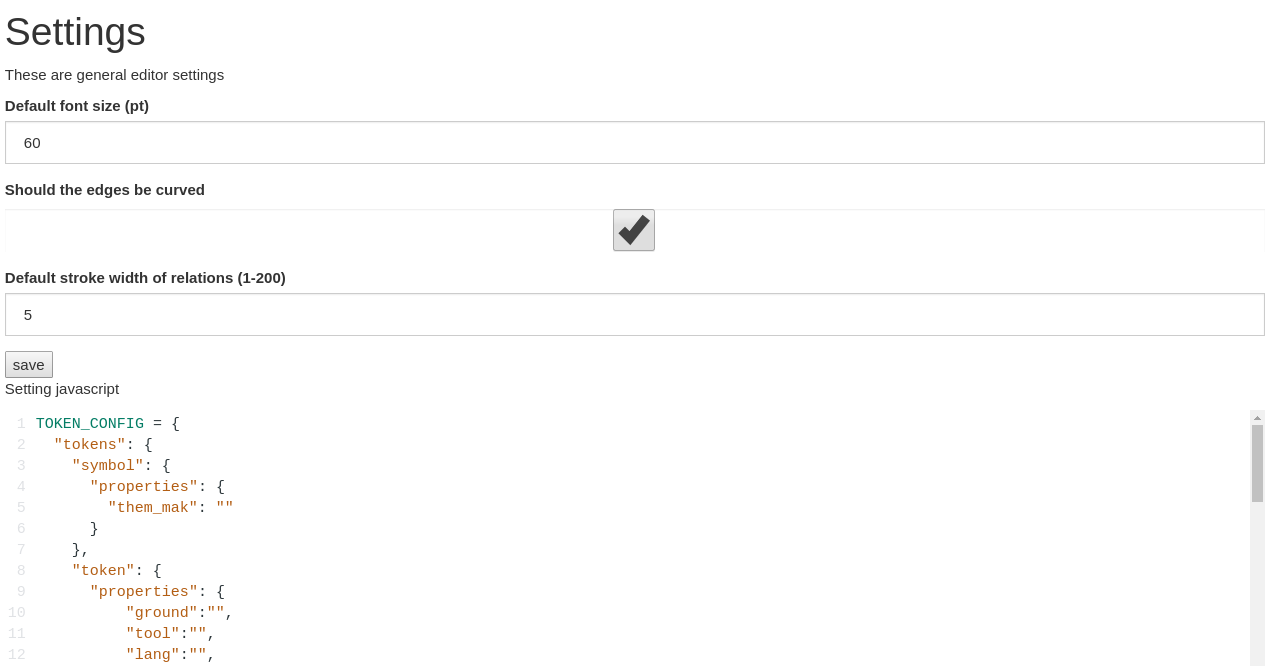 Settings
These are general editor settings
Default font size (pt)
60
Should the edges be curved
Default stroke width of relations (1-200)
5
save
Setting javascript
1 TOKEN_CONFIG = {
2   "tokens": {
3     "symbol": {
4       "properties": {
5         "them_mak": ""
6       }
7     },
8     "token": {
9       "properties": {
10           "ground":"",
11           "tool":"",
12           "lang":"",